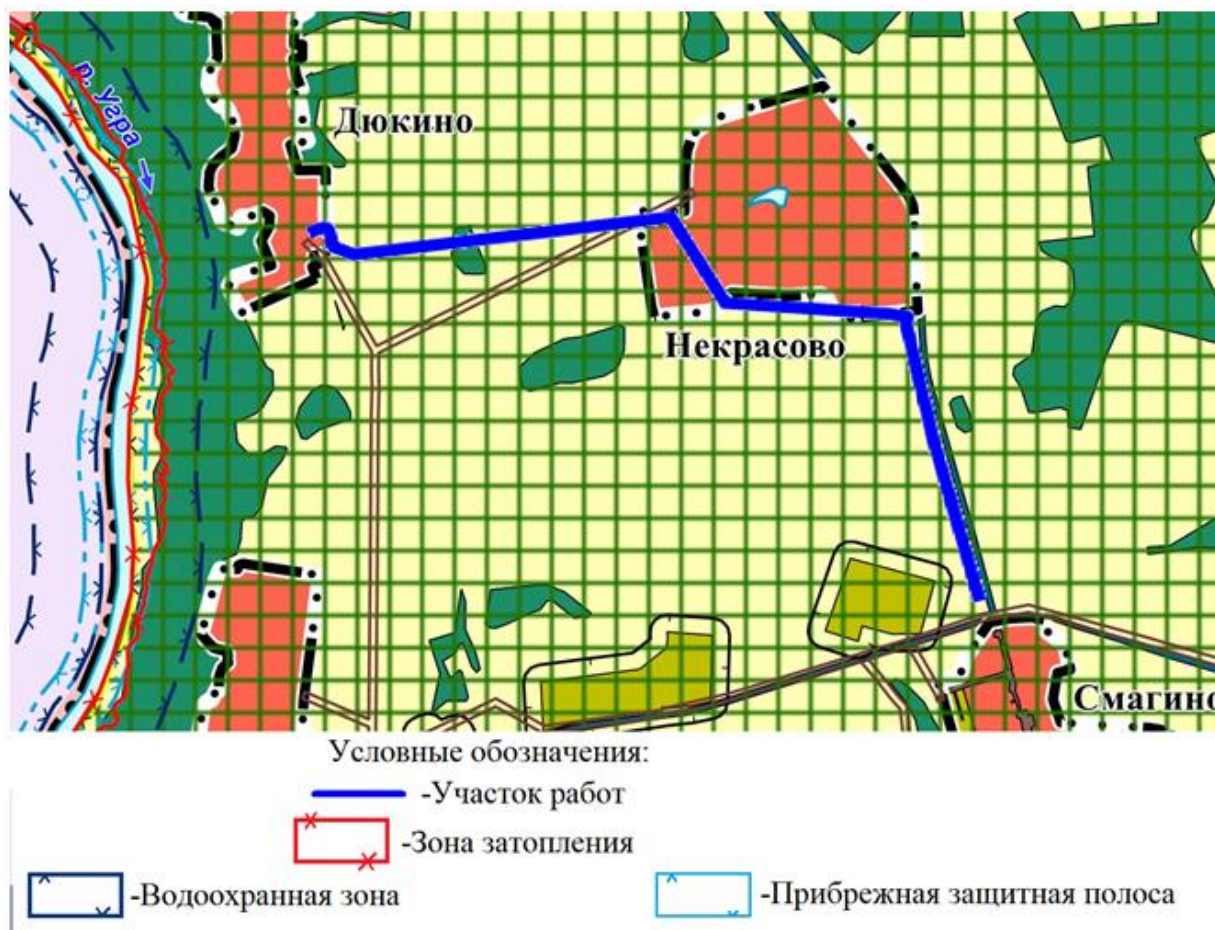 р. Угра
Дюкино
Некрасово
Смагино
Условные обозначения:
-Участок работ
-Зона затопления
-Водоохранная зона
-Прибрежная защитная полоса